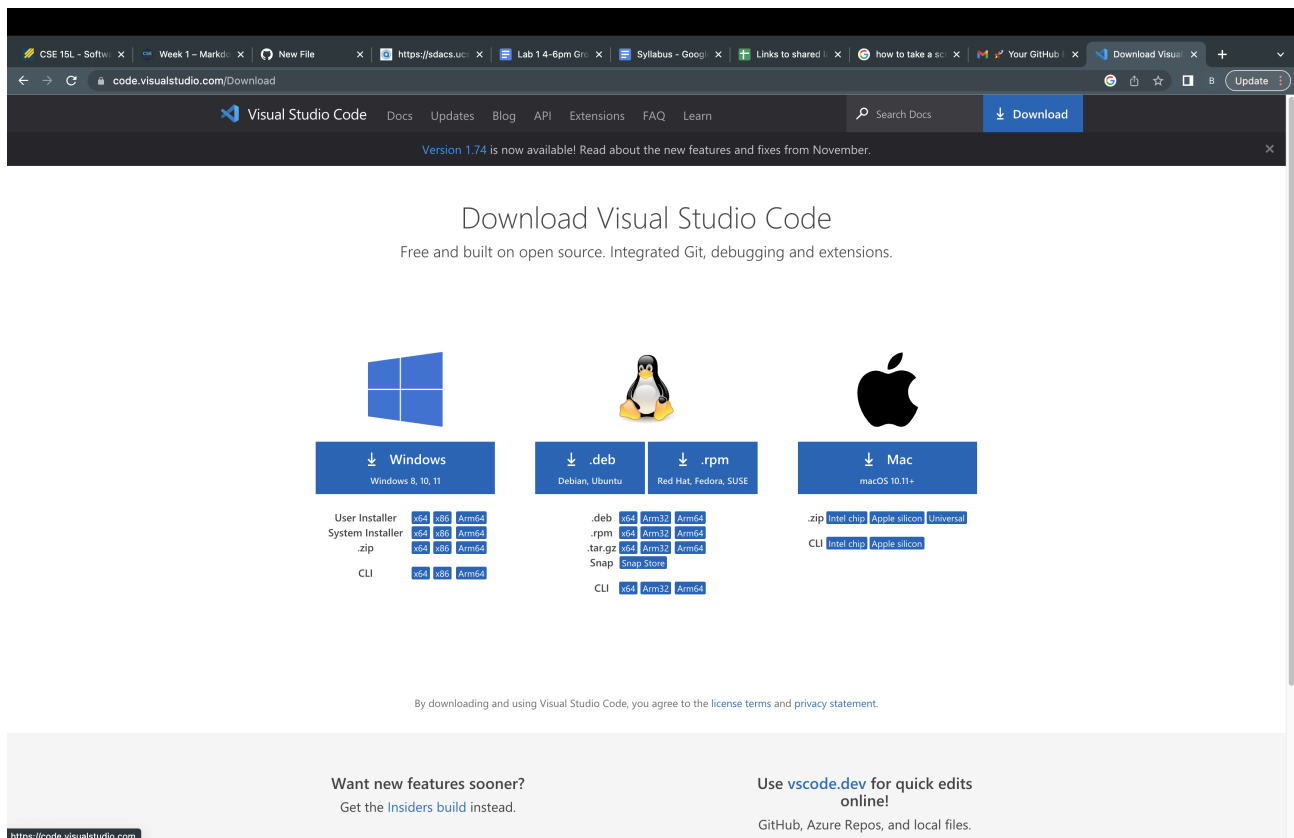 CSE 15L - Softw
Week 1 – Markdo
New File
https://sdacs.ucs
Lab 1 4-6pm Gro
Syllabus - Googl
Links to shared l
how to take a scr
Your GitHub l
Download Visual
code.visualstudio.com/Download
B
Update
Visual Studio Code
Docs
Updates
Blog
API
Extensions
FAQ
Learn
Search Docs
Download
Version 1.74 is now available! Read about the new features and fixes from November.
Download Visual Studio Code
Free and built on open source. Integrated Git, debugging and extensions.
Windows
Windows 8, 10, 11
User Installer x64 x86 Arm64
System Installer x64 x86 Arm64
.zip x64 x86 Arm64
CLI x64 x86 Arm64
.deb
Debian, Ubuntu
.rpm
Red Hat, Fedora, SUSE
.deb x64 Arm32 Arm64
.rpm x64 Arm32 Arm64
.tar.gz x64 Arm32 Arm64
Snap Snap Store
CLI x64 Arm32 Arm64
Mac
macOS 10.11+
.zip Intel chip Apple silicon Universal
CLI Intel chip Apple silicon
By downloading and using Visual Studio Code, you agree to the license terms and privacy statement.
Want new features sooner?
Get the Insiders build instead.
Use vscode.dev for quick edits
online!
GitHub, Azure Repos, and local files.
https://code.visualstudio.com